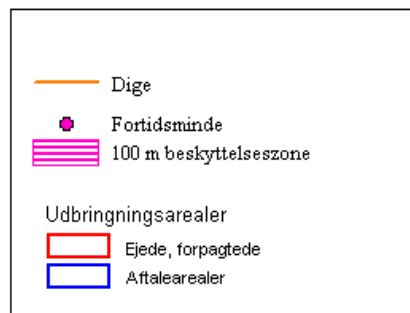 Dige
Fortidsminde
100 m beskyttelseszone
Udbringningsarealer
Ejede, forpagtede
Aftalearealer